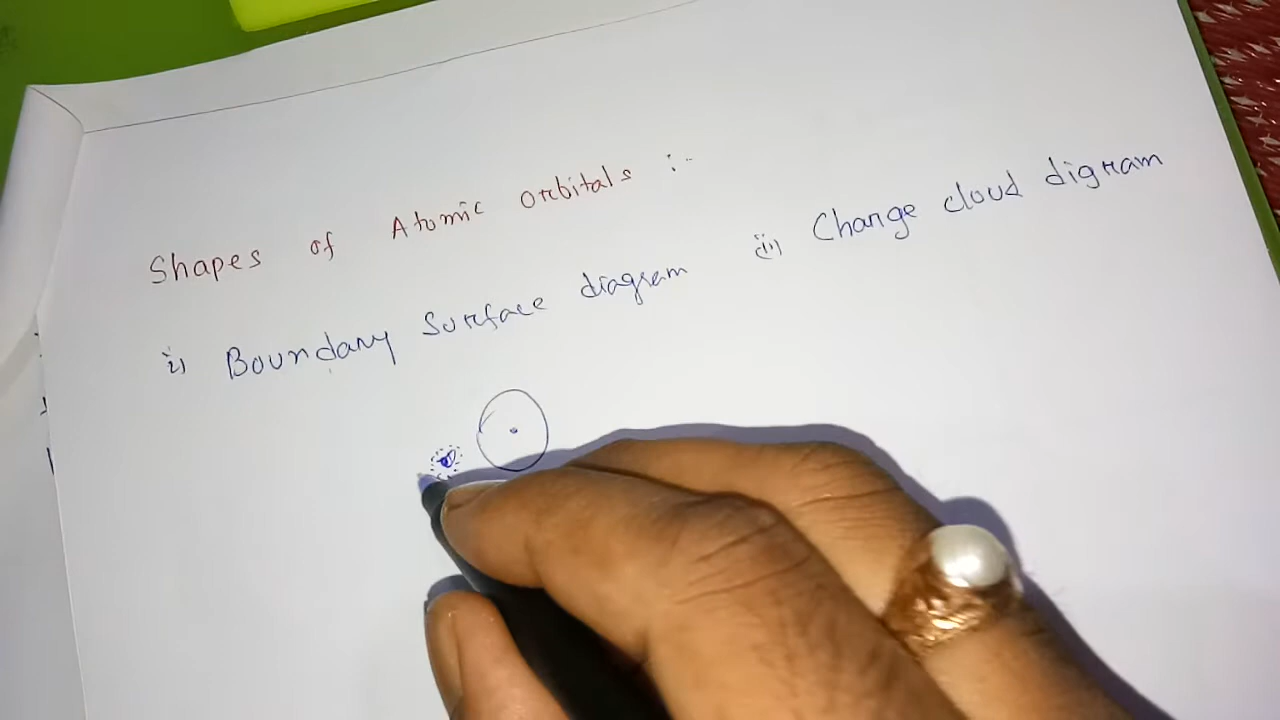 Shapes of Atomic Orbitals :-
i) Boundary Surface diagram ii) Change cloud digram